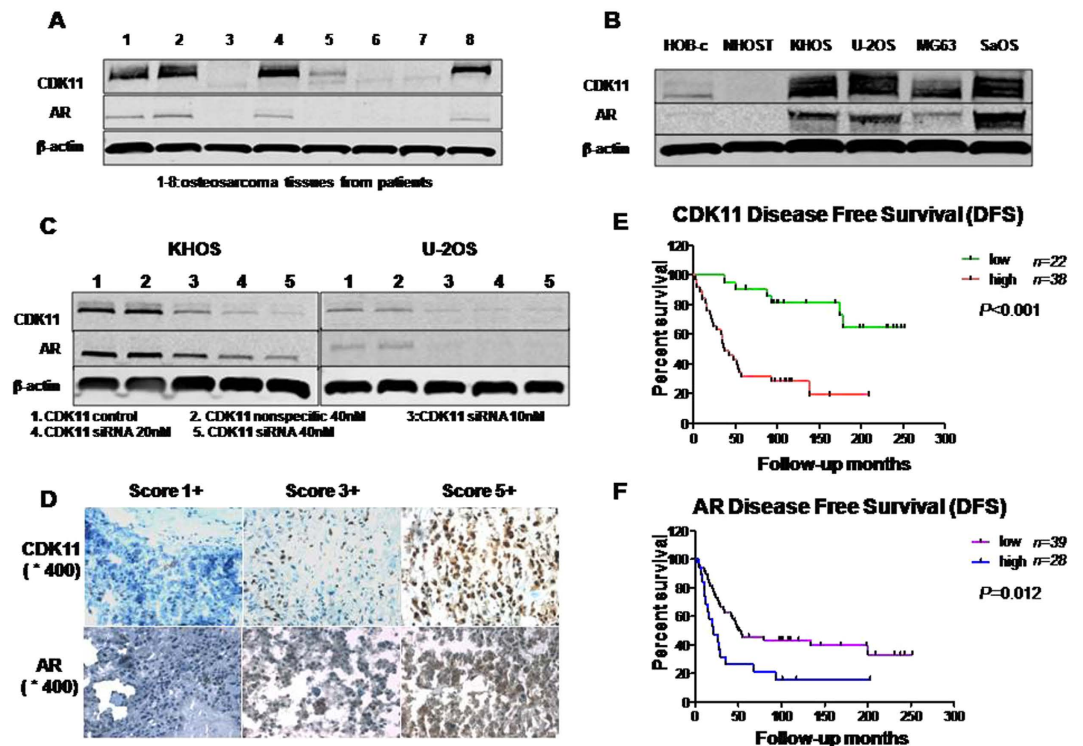 A
1 2 3 4 5 6 7 8
CDK11
AR
β-actin
1-8:osteosarcoma tissues from patients
B
HOB-c NHOST KHOS U-2OS MG63 SaOS
CDK11
AR
β-actin
C
KHOS U-2OS
1 2 3 4 5 1 2 3 4 5
CDK11
AR
β-actin
1. CDK11 control 2. CDK11 nonspecific 40nM 3:CDK11 siRNA 10nM
4. CDK11 siRNA 20nM 5. CDK11 siRNA 40nM
D
Score 1+ Score 3+ Score 5+
CDK11
( * 400)
AR
( * 400)
E
CDK11 Disease Free Survival (DFS)
120
100
80
60
40
20
0 50 100 150 200 250 300
Percent survival
Follow-up months
low n=22
high n=38
P<0.001
F
AR Disease Free Survival (DFS)
120
100
80
60
40
20
0
0 50 100 150 200 250 300
Percent survival
Follow-up months
low n=39
high n=28
P=0.012